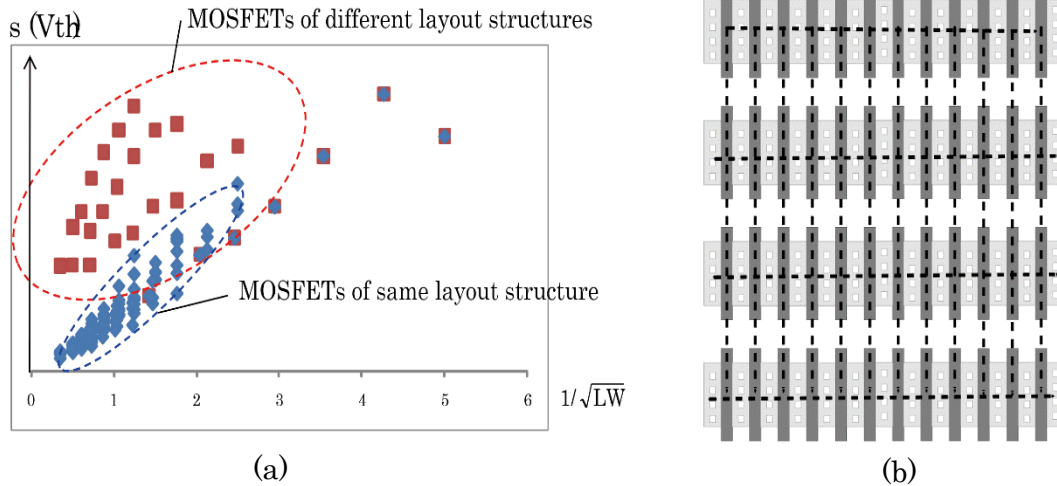 MOSFETs of different layout structures
s (Vth)
MOSFETs of same layout structure
0 1 2 3 4 5 6
1/√LW
(a)
(b)